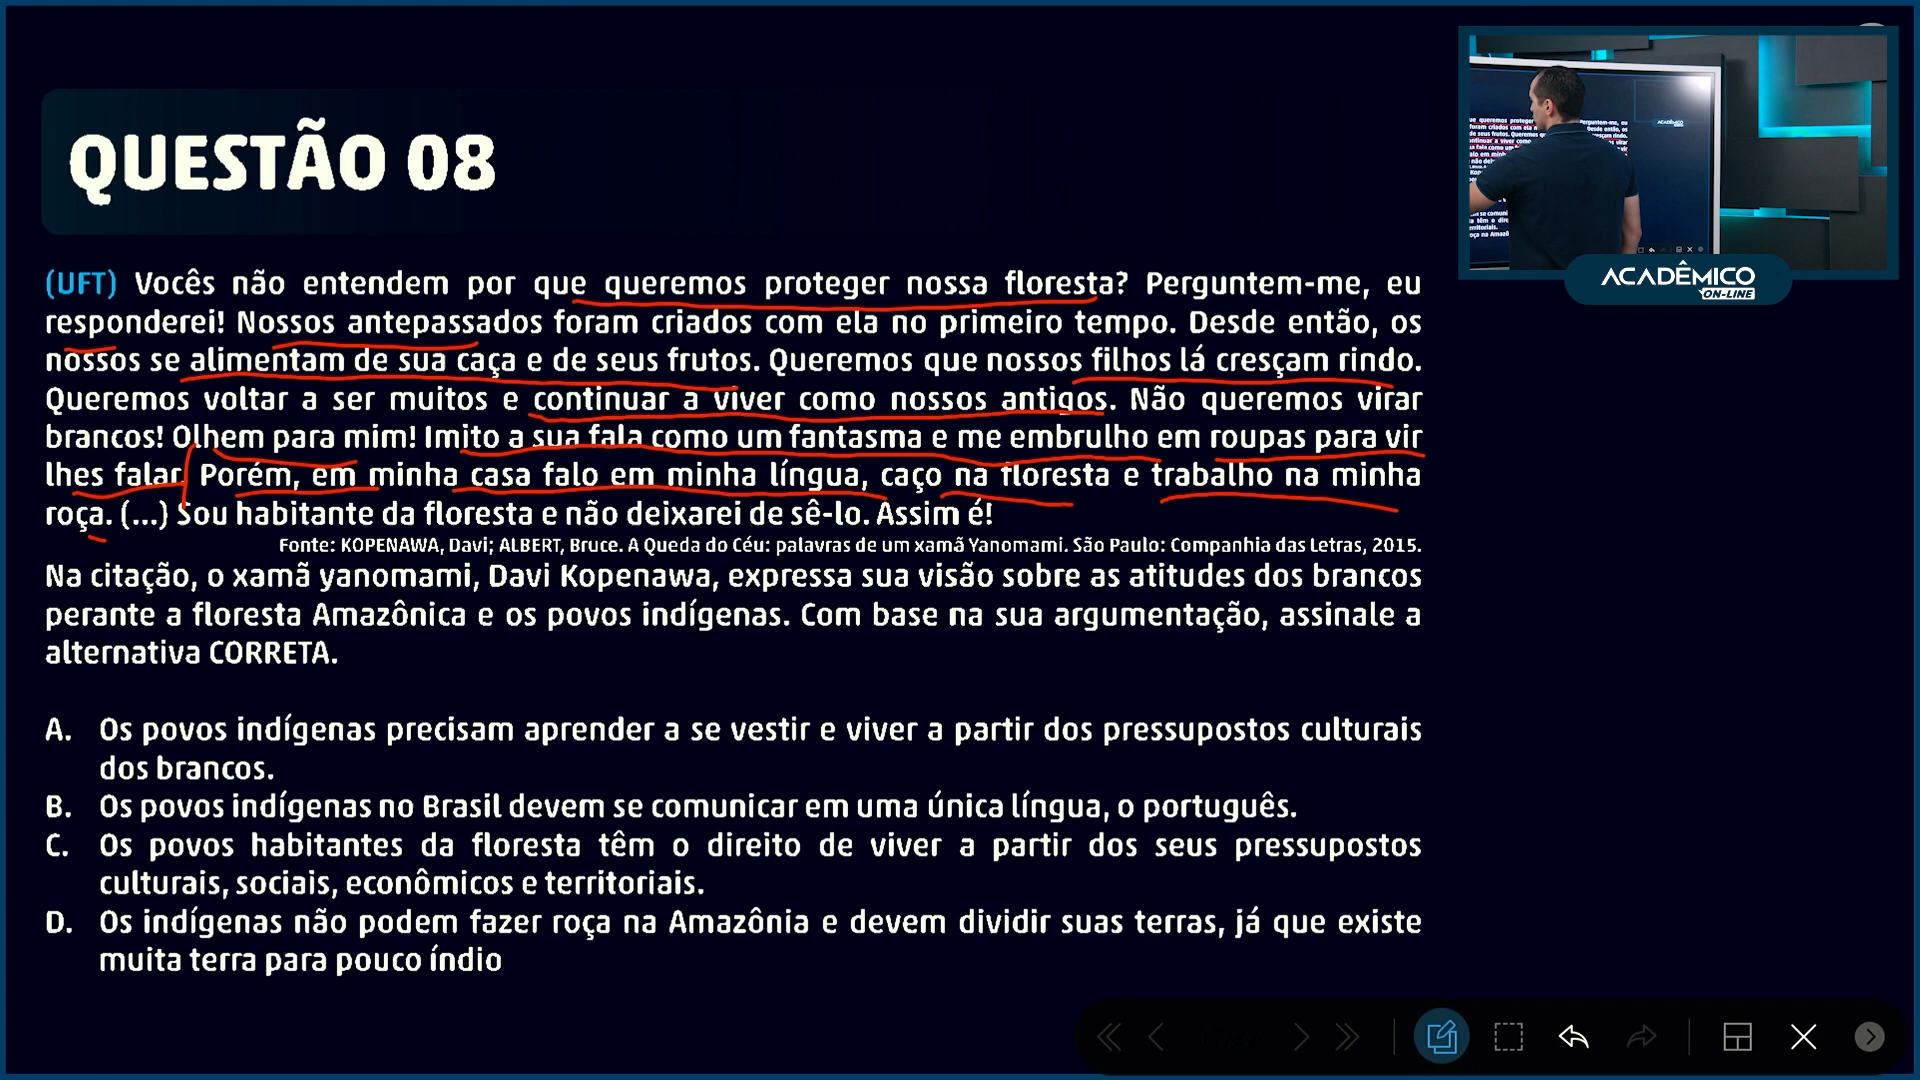 QUESTÃO 08
(UFT) Vocês não entendem por que queremos proteger nossa floresta? Perguntem-me, eu
responderei! Nossos antepassados foram criados com ela no primeiro tempo. Desde então, os
nossos se alimentam de sua caça e de seus frutos. Queremos que nossos filhos lá cresçam rindo.
Queremos voltar a ser muitos e continuar a viver como nossos antigos. Não queremos virar
brancos! Olhem para mim! Imito a sua fala como um fantasma e me embrulho em roupas para vir
lhes falar. Porém, em minha casa falo em minha língua, caço na floresta e trabalho na minha
roça. (...) Sou habitante da floresta e não deixarei de sê-lo. Assim é!
Fonte: KOPENAWA, Davi; ALBERT, Bruce. A Queda do Céu: palavras de um xamã Yanomami. São Paulo: Companhia das Letras, 2015.
Na citação, o xamã yanomami, Davi Kopenawa, expressa sua visão sobre as atitudes dos brancos
perante a floresta Amazônica e os povos indígenas. Com base na sua argumentação, assinale a
alternativa CORRETA.
A. Os povos indígenas precisam aprender a se vestir e viver a partir dos pressupostos culturais
dos brancos.
B. Os povos indígenas no Brasil devem se comunicar em uma única língua, o português.
C. Os povos habitantes da floresta têm o direito de viver a partir dos seus pressupostos
culturais, sociais, econômicos e territoriais.
D. Os indígenas não podem fazer roça na Amazônia e devem dividir suas terras, já que existe
muita terra para pouco índio
ACADÊMICO
ON-LINE